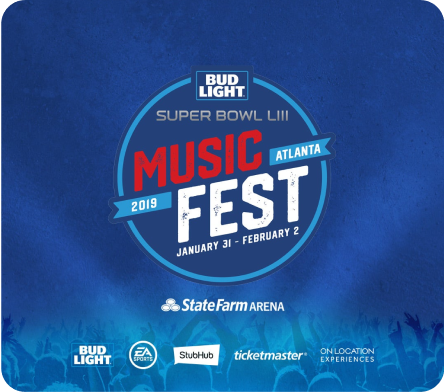 BUD
LIGHT
SUPER BOWL LIII
MUSIC
ATLANTA
2019
FEST
JANUARY 31 - FEBRUARY 2
State Farm ARENA
BUD
LIGHT
EA
SPORTS
StubHub
ticketmaster®
ON LOCATION
EXPERIENCES